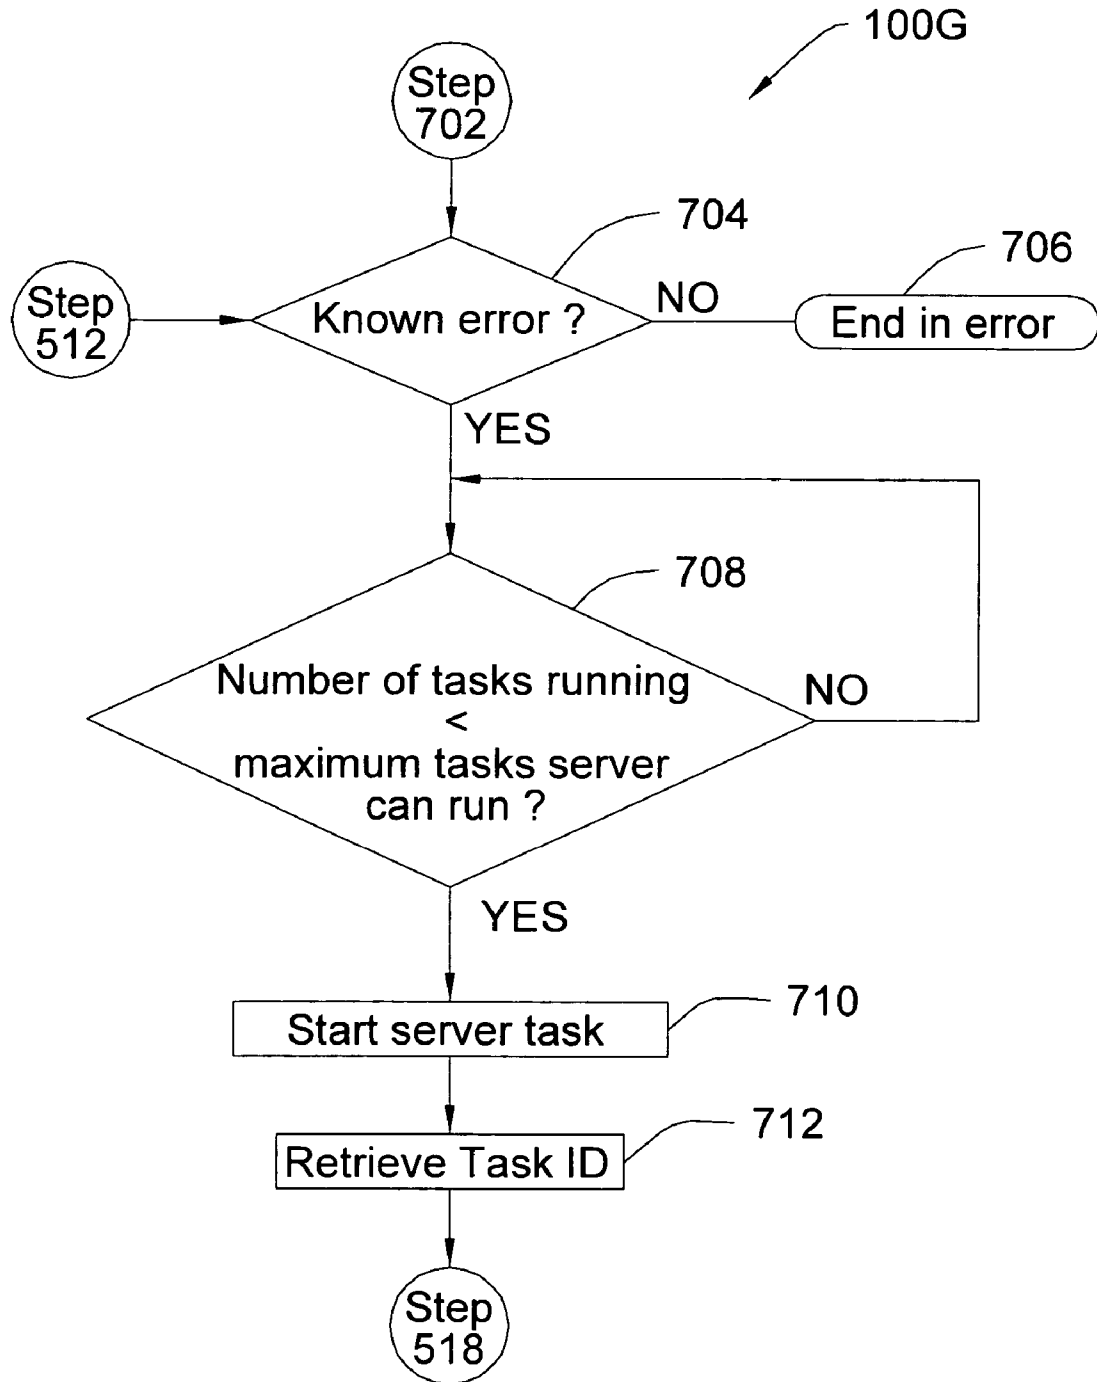 100G
Step
702
704
706
Step
512
Known error ?
NO
End in error
YES
708
Number of tasks running
<
maximum tasks server
can run ?
NO
YES
710
Start server task
712
Retrieve Task ID
Step
518